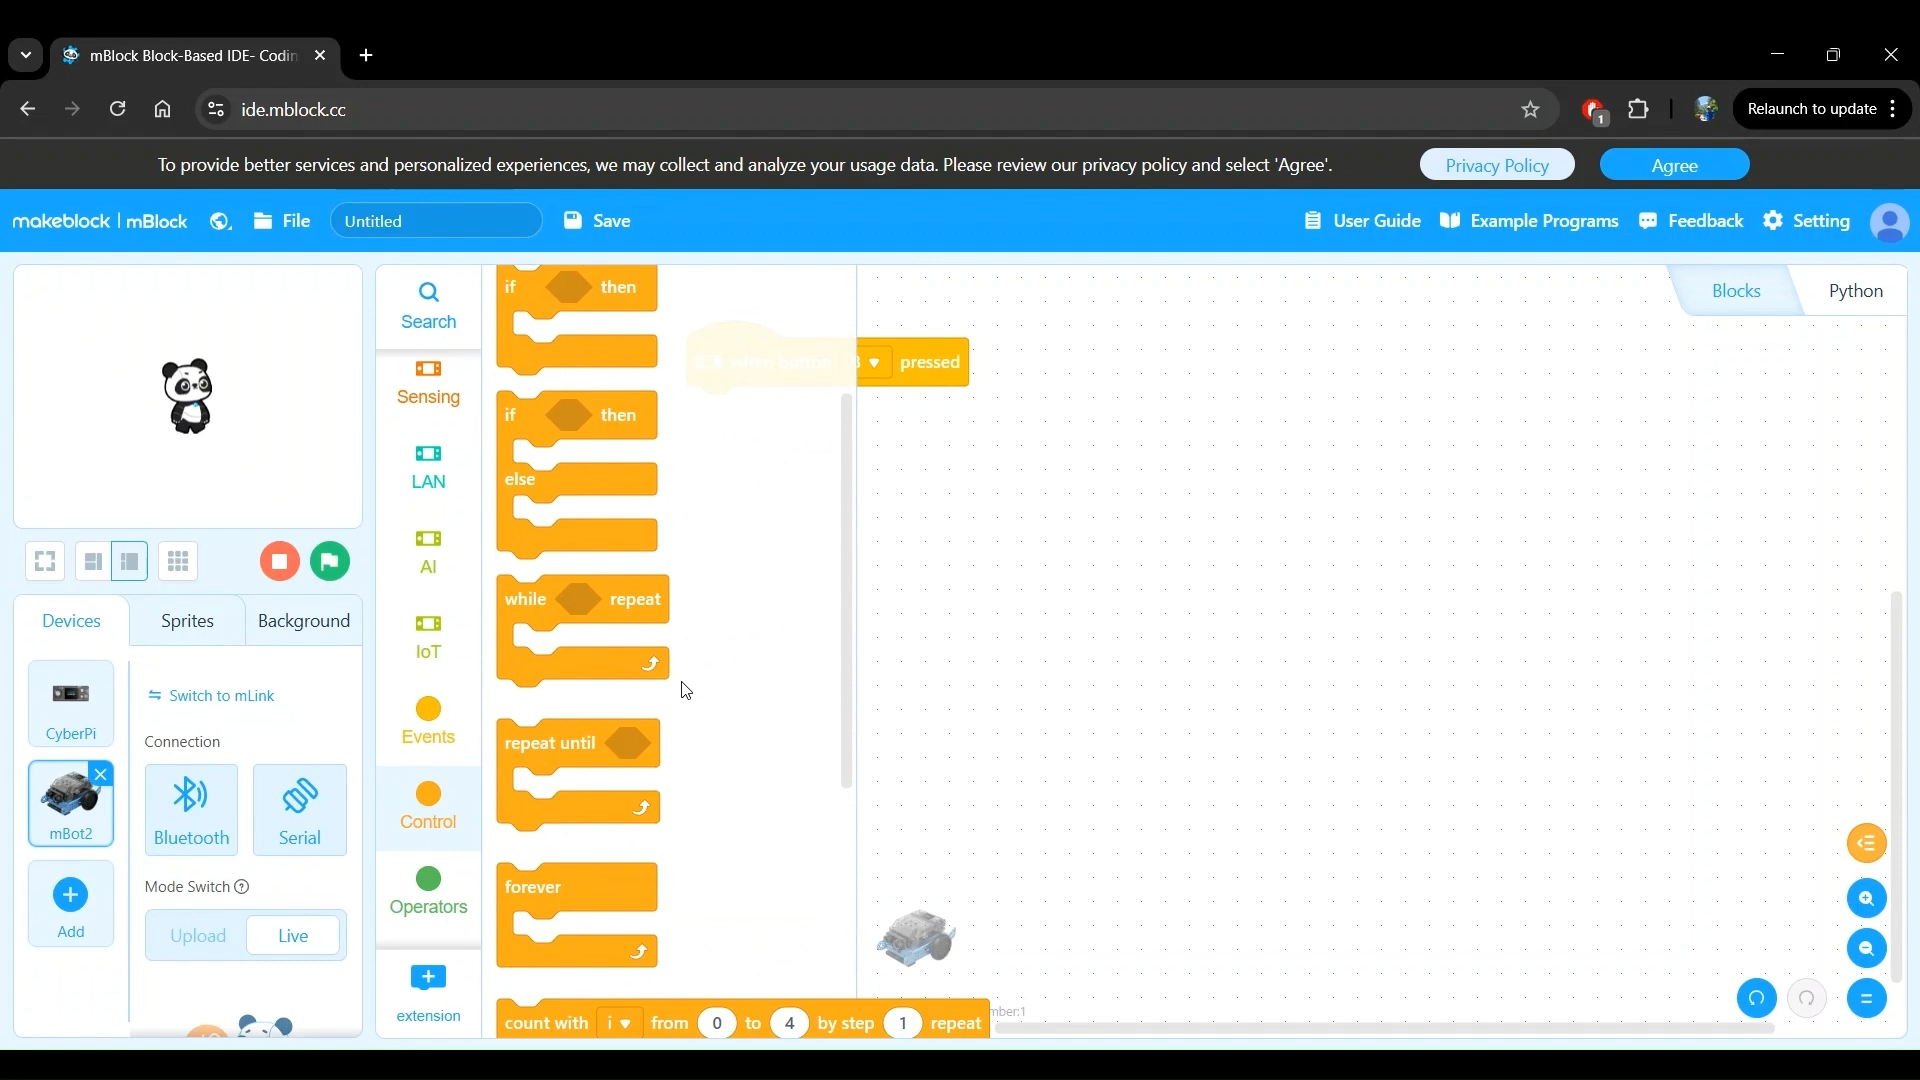 mBlock Block-Based IDE- Codin
ide.mblock.cc
1
Relaunch to update
To provide better services and personalized experiences, we may collect and analyze your usage data. Please review our privacy policy and select 'Agree'.
Privacy Policy
Agree
makeblock | mBlock
File
Untitled
Save
User Guide
Example Programs
Feedback
Setting
Search
Sensing
LAN
AI
IoT
Events
Control
Operators
extension
if then
if then
else
while repeat
repeat until
forever
count with i from 0 to 4 by step 1 repeat
when button B pressed
Blocks
Python
Devices
Sprites
Background
CyberPi
mBot2
Add
Switch to mLink
Connection
Bluetooth
Serial
Mode Switch ?
Upload
Live